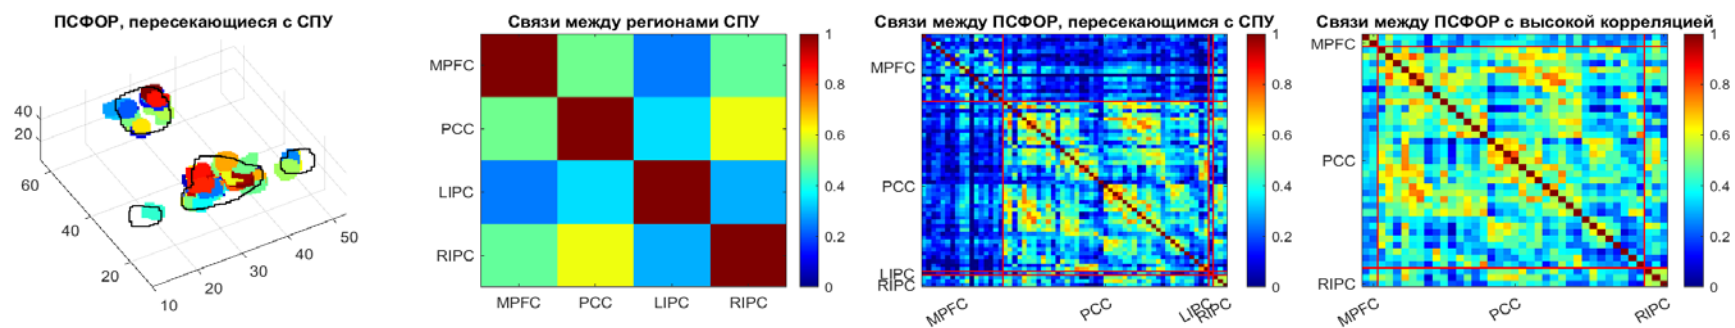 ПСФОР, пересекающиеся с СПУ
40
20
60
40
20
10
20
30
40
50
Связи между регионами СПУ
MPFC
PCC
LIPC
RIPC
MPFC
PCC
LIPC
RIPC
1
0.8
0.6
0.4
0.2
0
Связи между ПСФОР, пересекающимся с СПУ
MPFC
PCC
LIPC
RIPC
MPFC
PCC
LIPC
RIPC
1
0.8
0.6
0.4
0.2
0
Связи между ПСФОР с высокой корреляцией
MPFC
PCC
RIPC
MPFC
PCC
RIPC
1
0.8
0.6
0.4
0.2
0